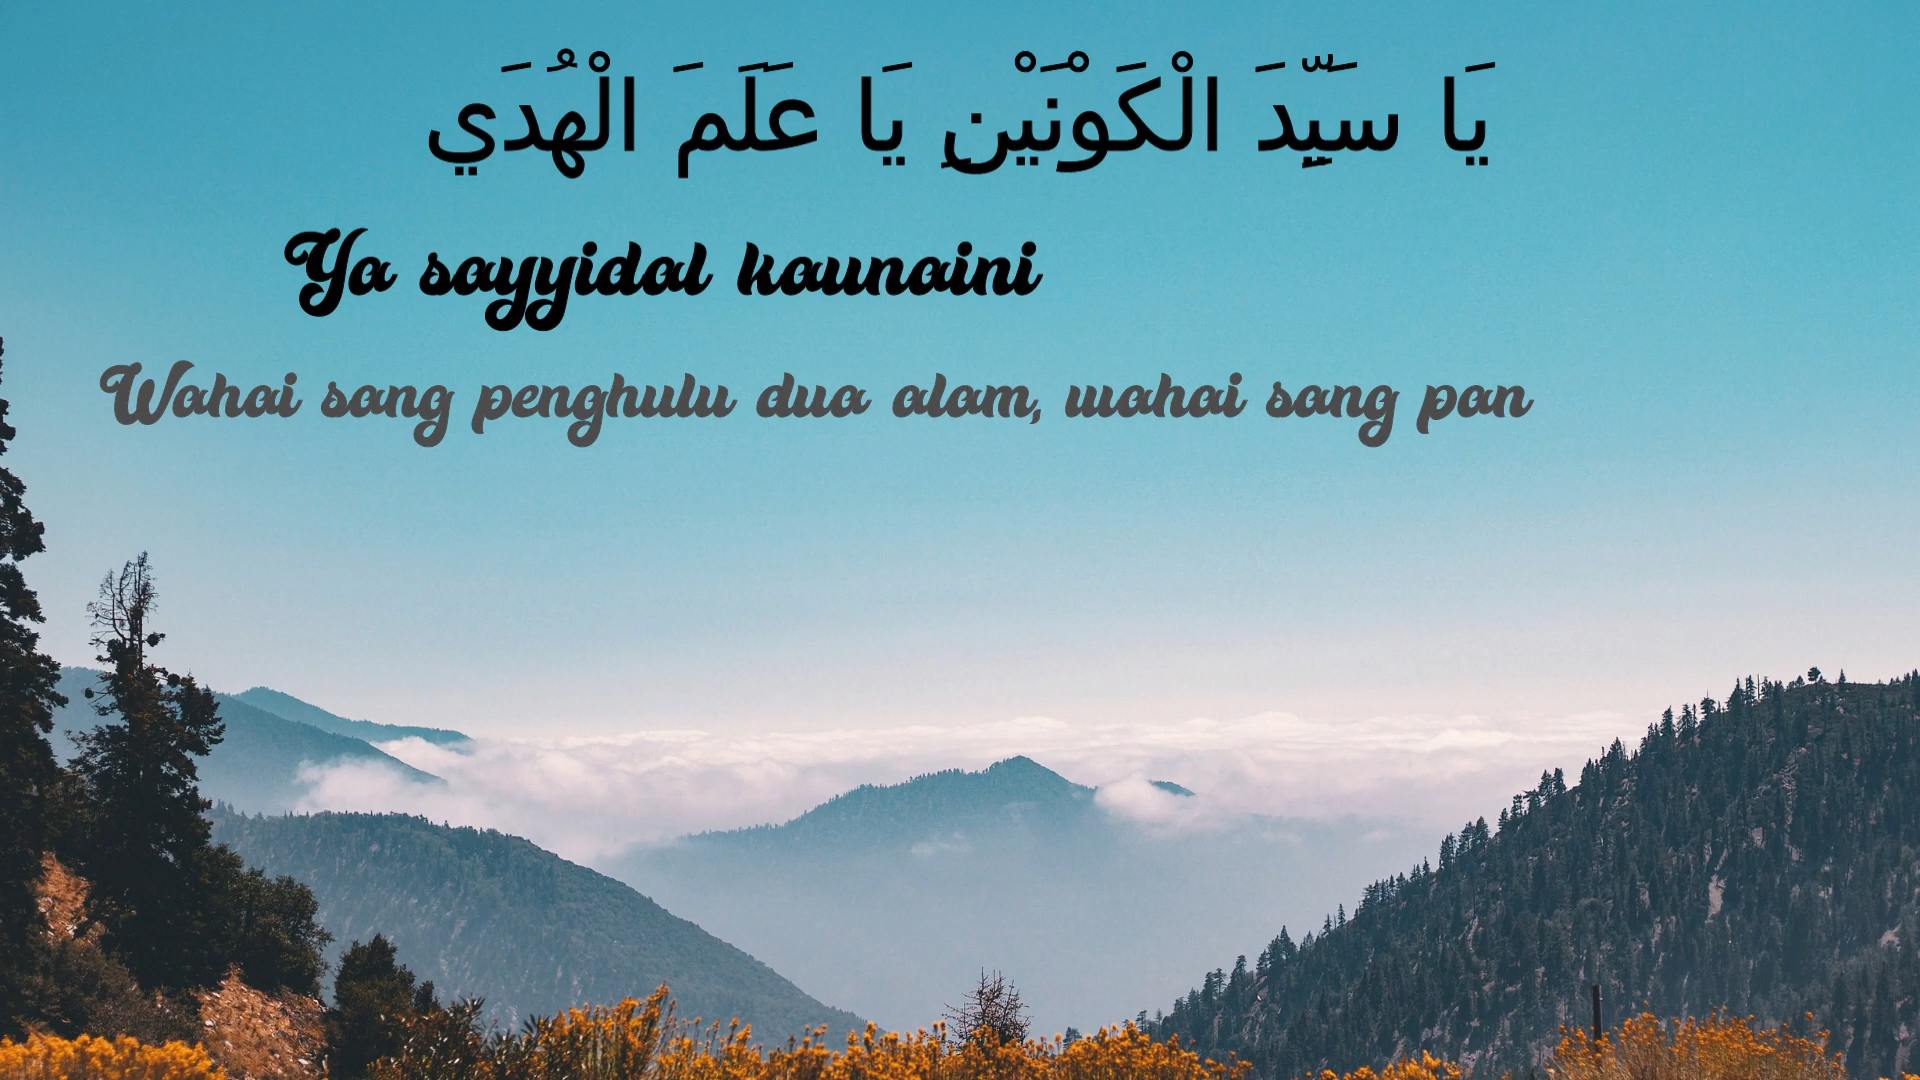 يَا سَيِّدَ الْكَوْنَيْنِ يَا عَلَمَ الْهُدَي
Ya sayyidal kaunaini
Wahai sang penghulu dua alam, wahai sang pan